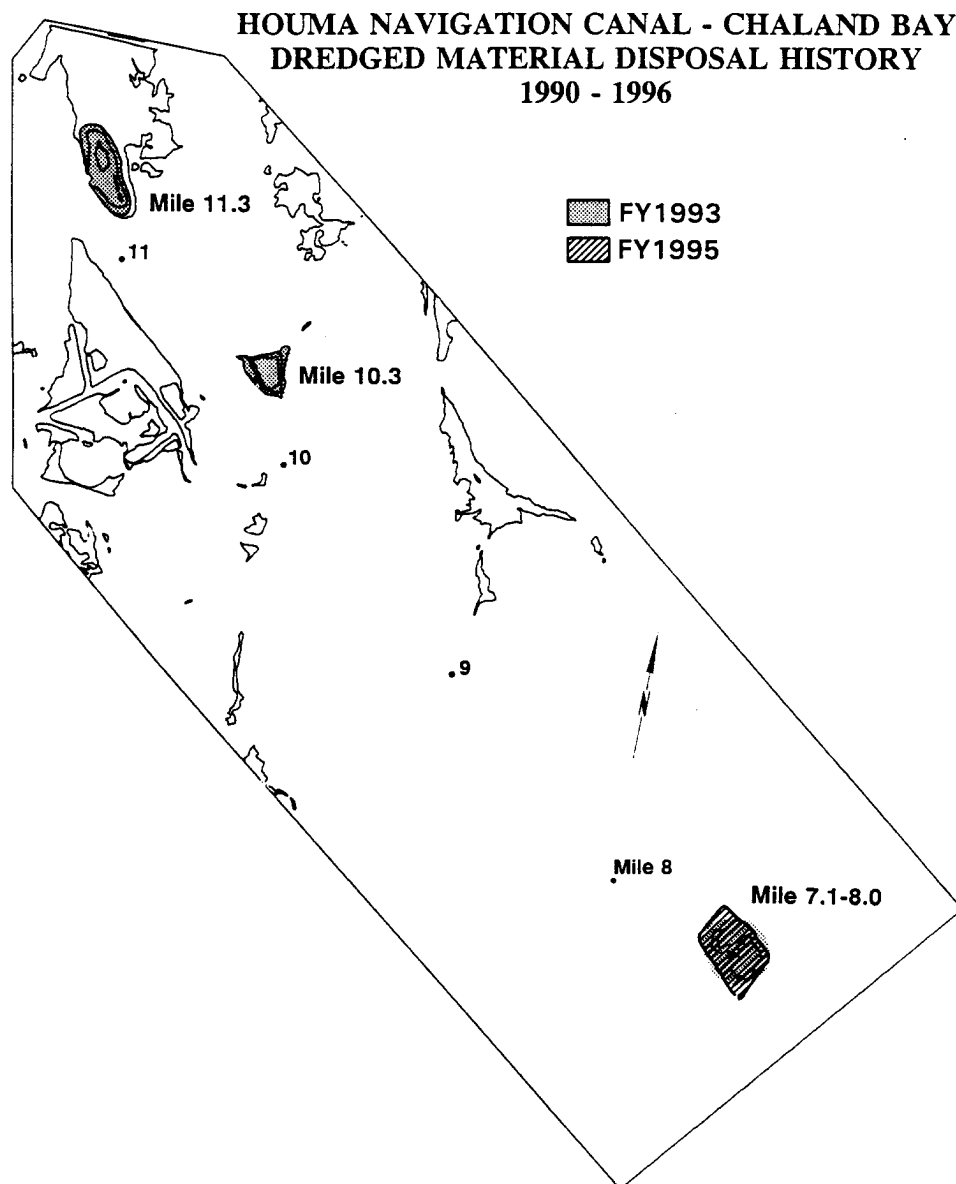 HOUMA NAVIGATION CANAL - CHALAND BAY
DREDGED MATERIAL DISPOSAL HISTORY
1990 - 1996
Mile 11.3
FY1993
FY1995
11
Mile 10.3
10
9
N
Mile 8
Mile 7.1-8.0